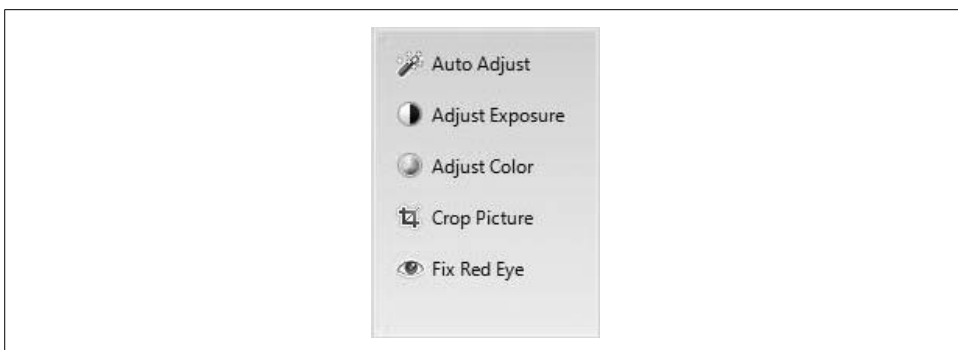 Auto Adjust
Adjust Exposure
Adjust Color
Crop Picture
Fix Red Eye